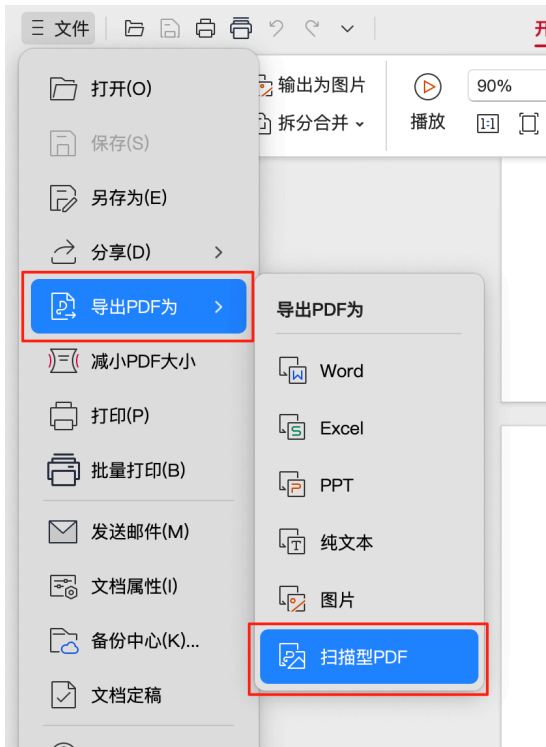 文件
开
打开(O)
输出为图片
90%
保存(S)
拆分合并
播放
1:1
另存为(E)
分享(D)
导出PDF为
导出PDF为
减小PDF大小
Word
打印(P)
Excel
批量打印(B)
PPT
发送邮件(M)
纯文本
文档属性(I)
图片
备份中心(K)...
扫描型PDF
文档定稿